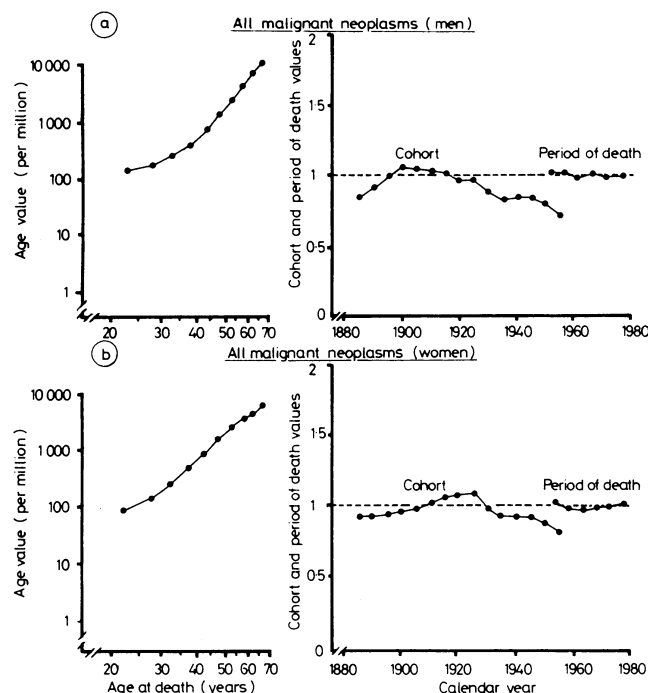 a
All malignant neoplasms (men)
Age value (per million)
10 000
1 000
100
10
1
20 30 40 50 60 70
Cohort and period of death values
2
1·5
1
0·5
0
Cohort
Period of death
1880 1900 1920 1940 1960 1980
b
All malignant neoplasms (women)
Age value (per million)
10 000
1 000
100
10
1
20 30 40 50 60 70
Age at death (years)
Cohort and period of death values
2
1·5
1
0·5
0
Cohort
Period of death
1880 1900 1920 1940 1960 1980
Calendar year